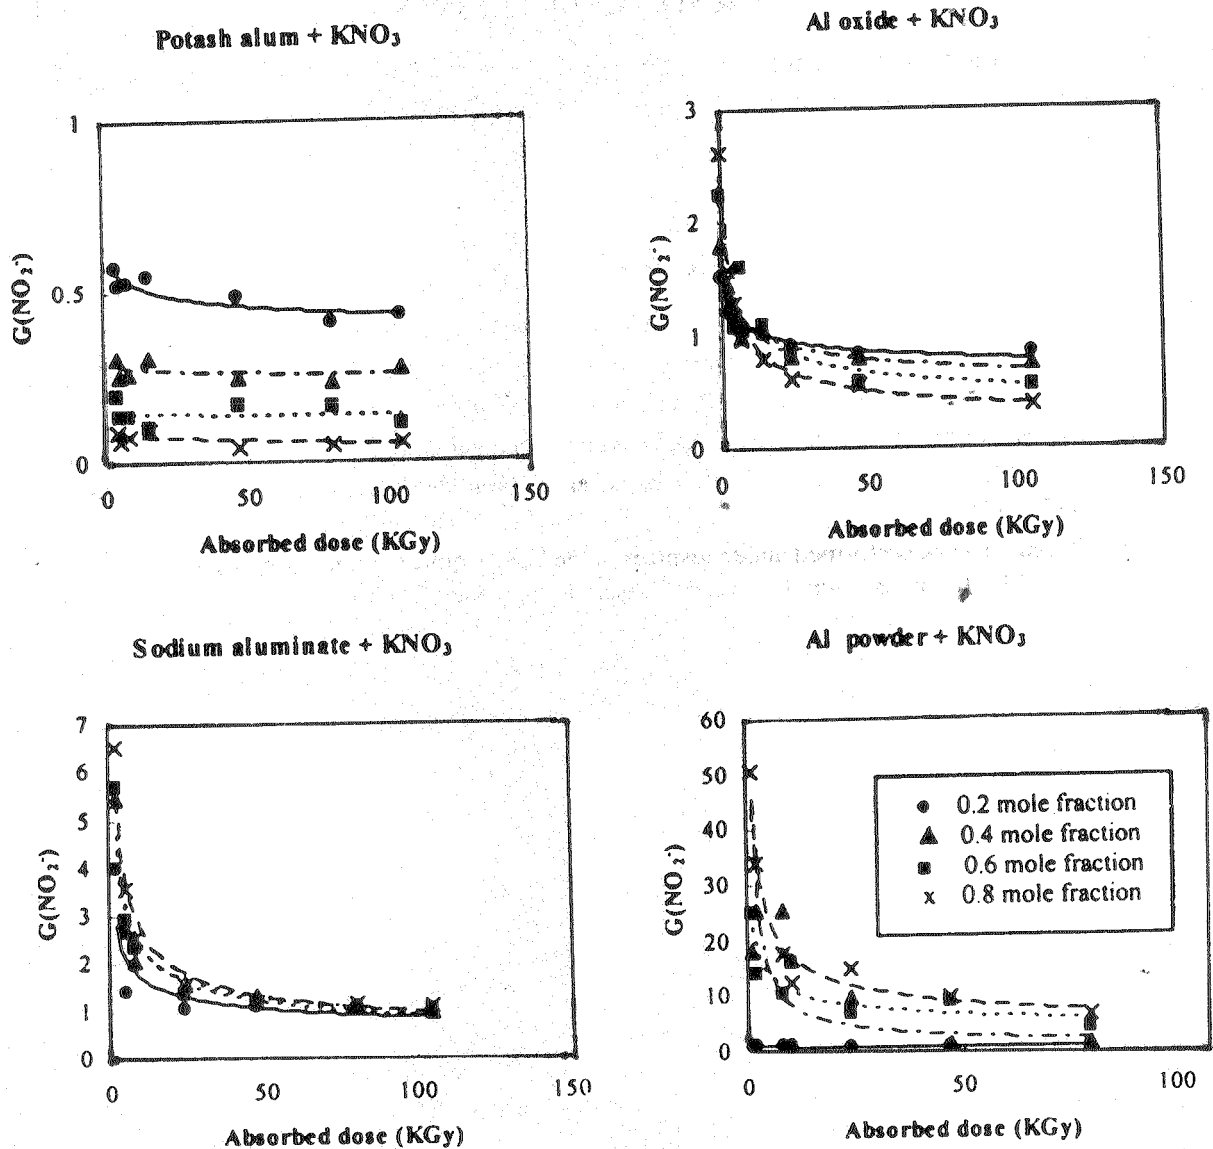 Potash alum + KNO₃
1
0.5
0
G(NO₂⁻)
0 50 100 150
Absorbed dose (KGy)
Al oxide + KNO₃
3
2
1
0
G(NO₂⁻)
0 50 100 150
Absorbed dose (KGy)
Sodium aluminate + KNO₃
7
6
5
4
3
2
1
0
G(NO₂⁻)
0 50 100 150
Absorbed dose (KGy)
Al powder + KNO₃
60
50
40
30
20
10
0
G(NO₂⁻)
0.2 mole fraction
0.4 mole fraction
0.6 mole fraction
0.8 mole fraction
0 50 100
Absorbed dose (KGy)